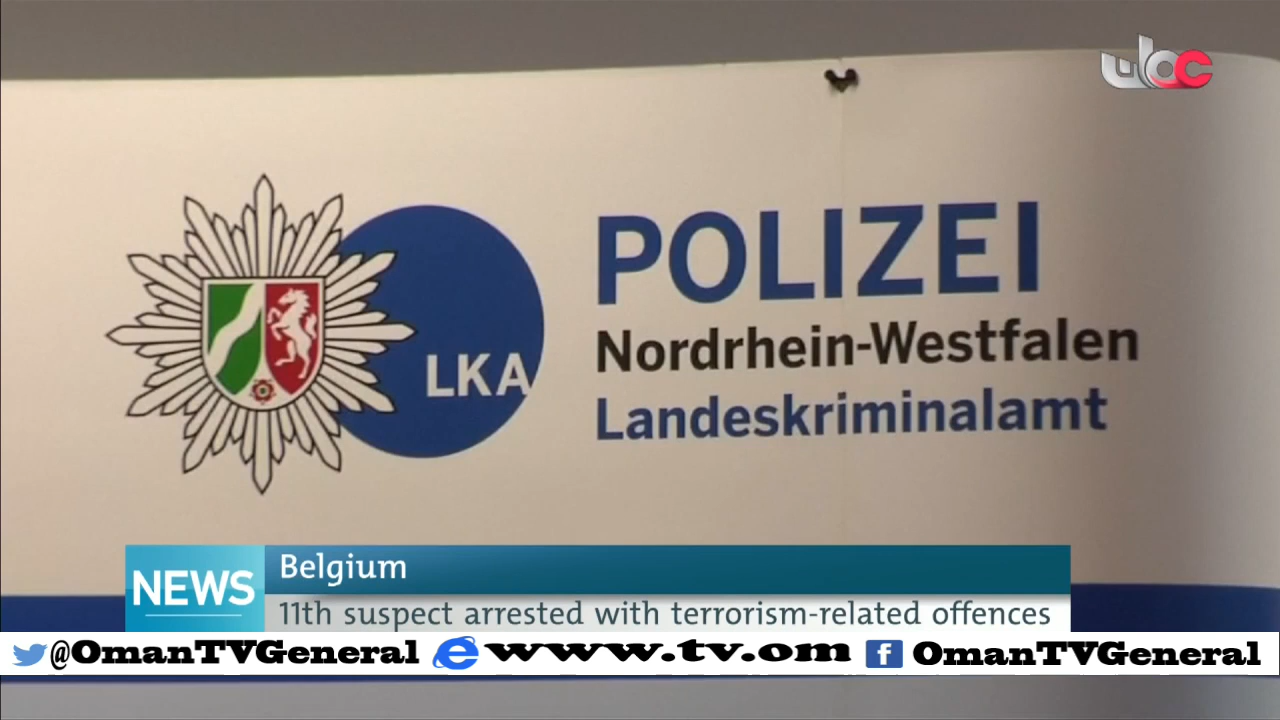 LKA
POLIZEI
Nordrhein-Westfalen
Landeskriminalamt
NEWS
Belgium
11th suspect arrested with terrorism-related offences
@OmanTVGeneral www.tv.om OmanTVGeneral